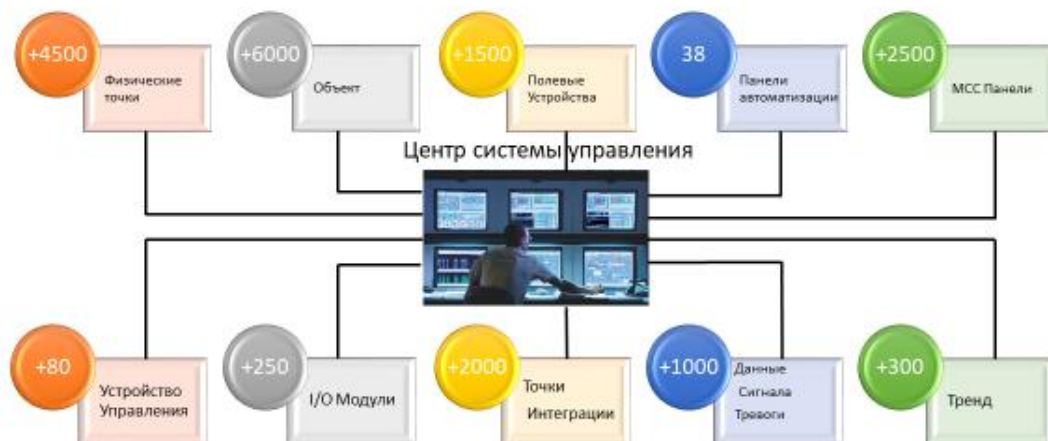 +4500
Физические
точки
+6000
Объект
+1500
Полевые
Устройства
38
Панели
автоматизации
+2500
МСС Панели
Центр системы управления
+80
Устройство
Управления
+250
I/O Модули
+2000
Точки
Интеграции
+1000
Данные
Сигнала
Тревоги
+300
Тренд